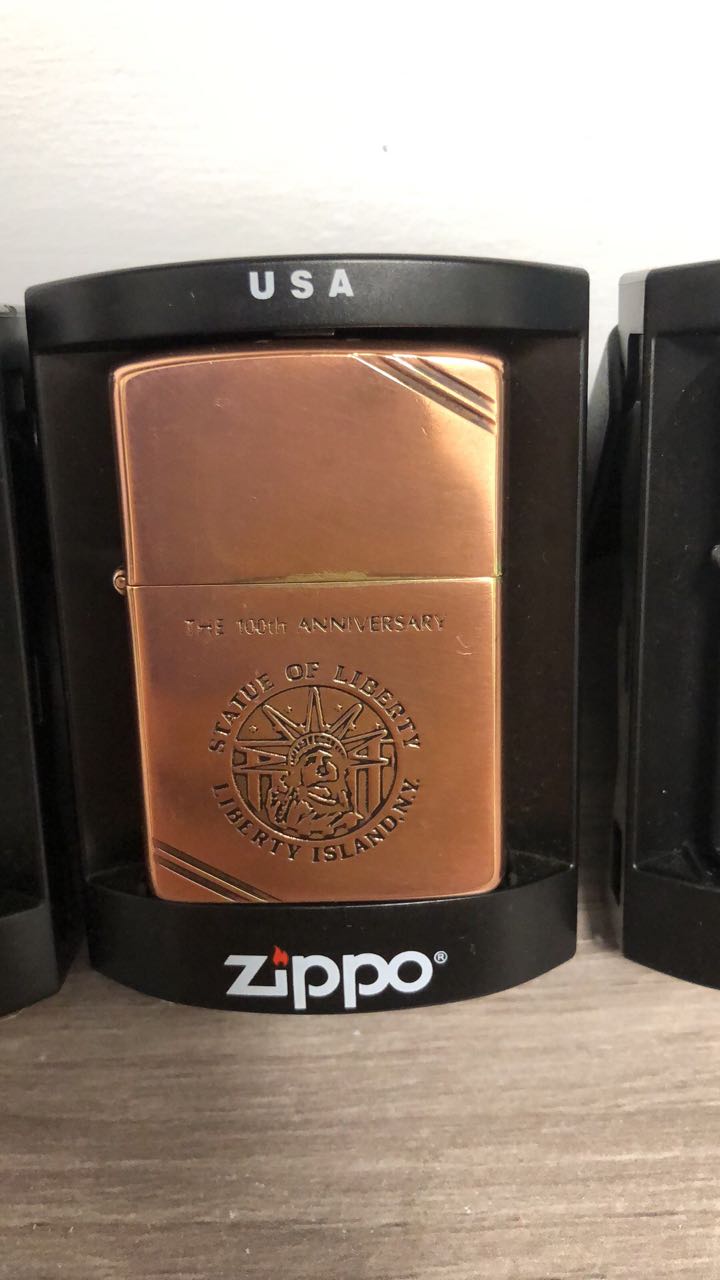 USA
THE 100th ANNIVERSARY
STATUE OF LIBERTY
LIBERTY ISLAND, N.Y.
zippo®